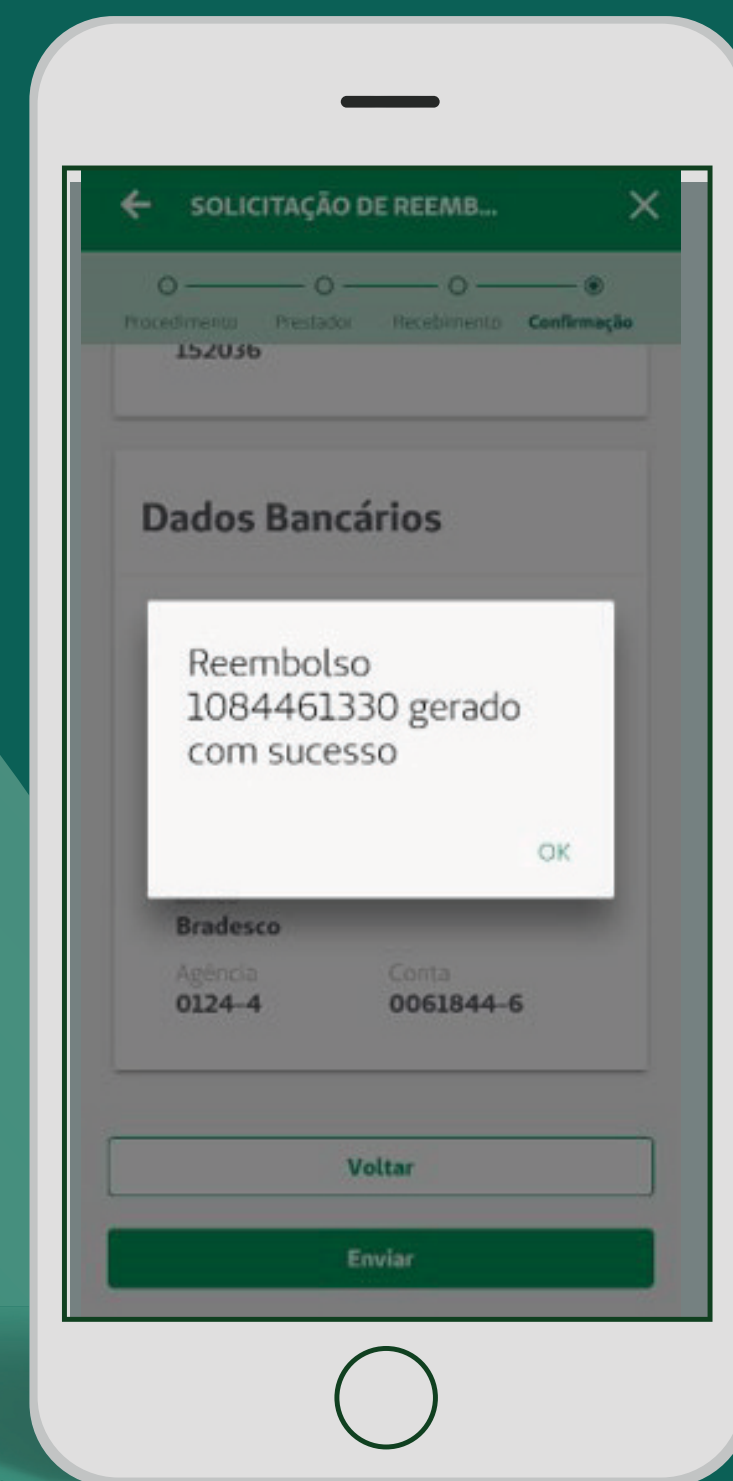 SOLICITAÇÃO DE REEMB...
Procedimento Prestador Recebimento Confirmação
152036
Dados Bancários
Reembolso
1084461330 gerado
com sucesso
OK
Bradesco
Agência Conta
0124-4 0061844-6
Voltar
Enviar